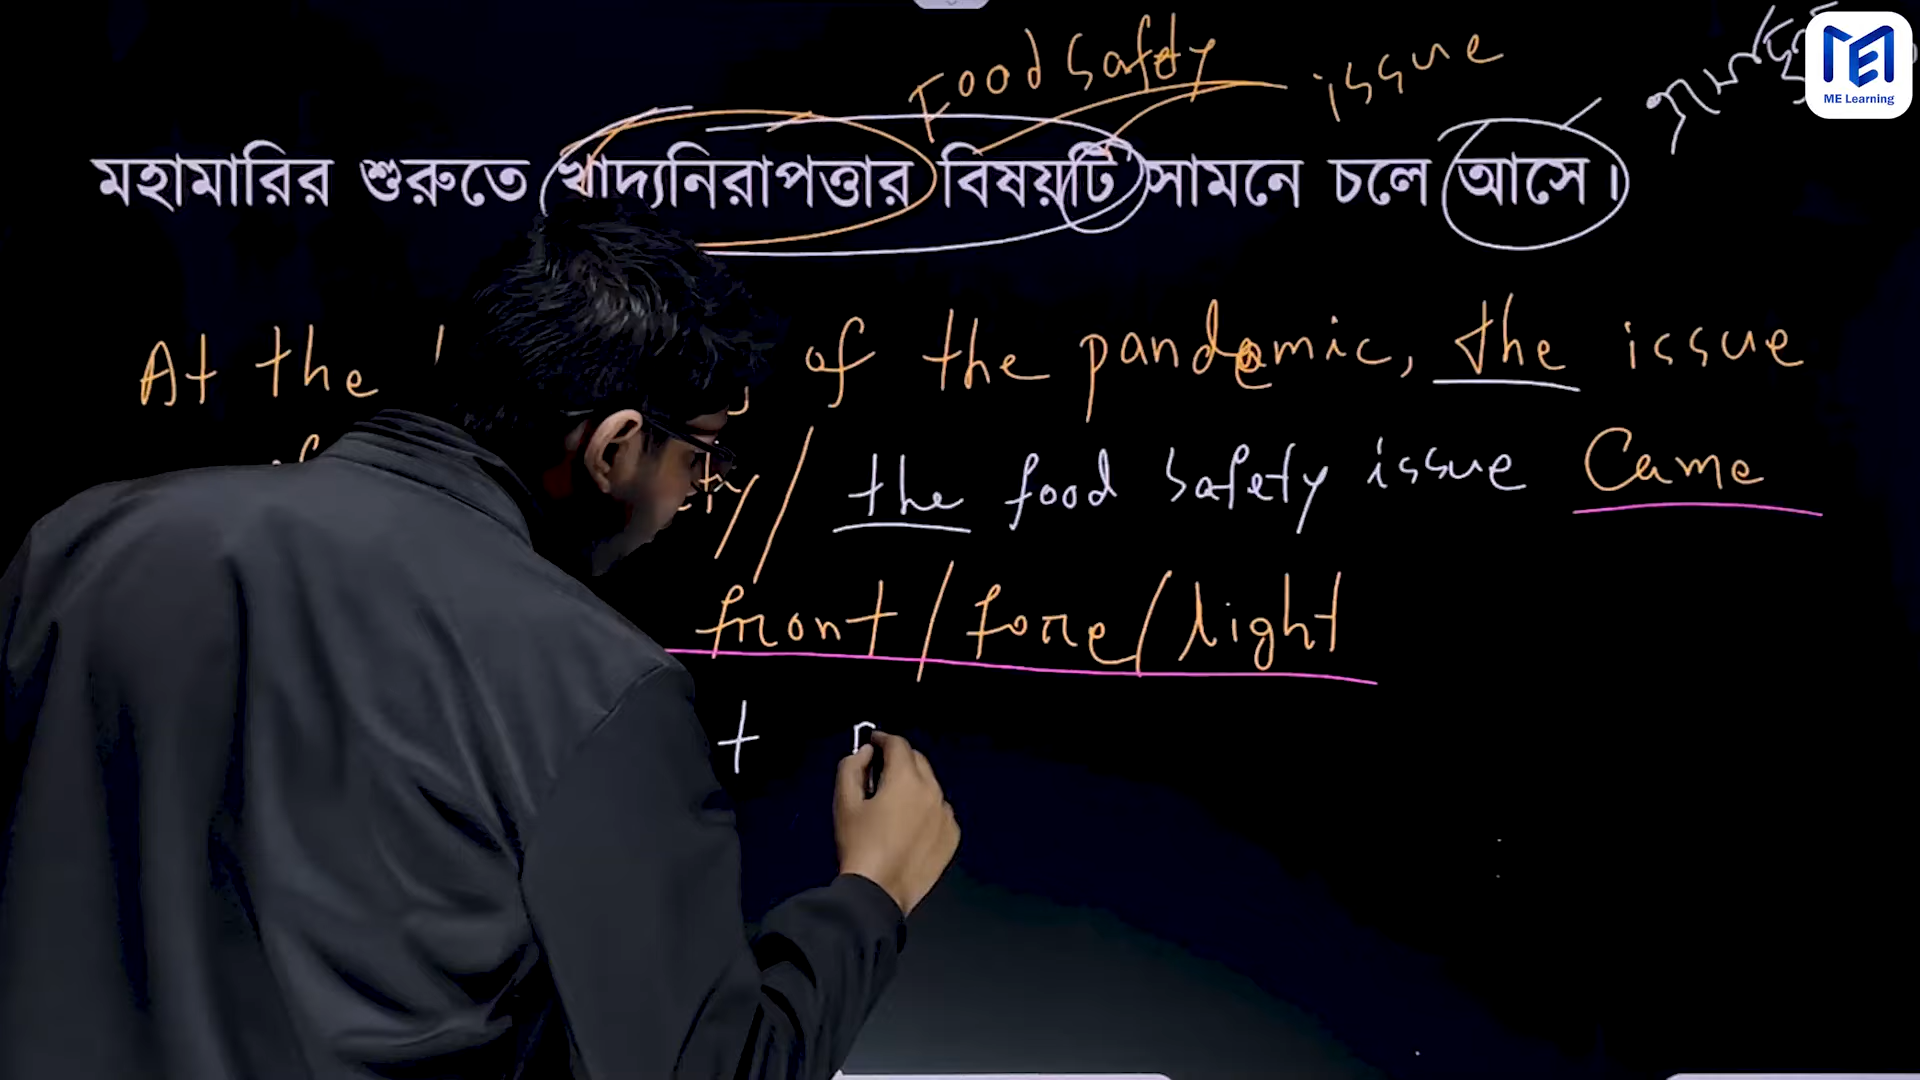 Food Safety issue
ME Learning
মহামারির শুরুতে খাদ্যনিরাপত্তার বিষয়টি সামনে চলে আসে।
At the of the pandemic, the issue
/ the food safety issue Came
front / fore / light
+